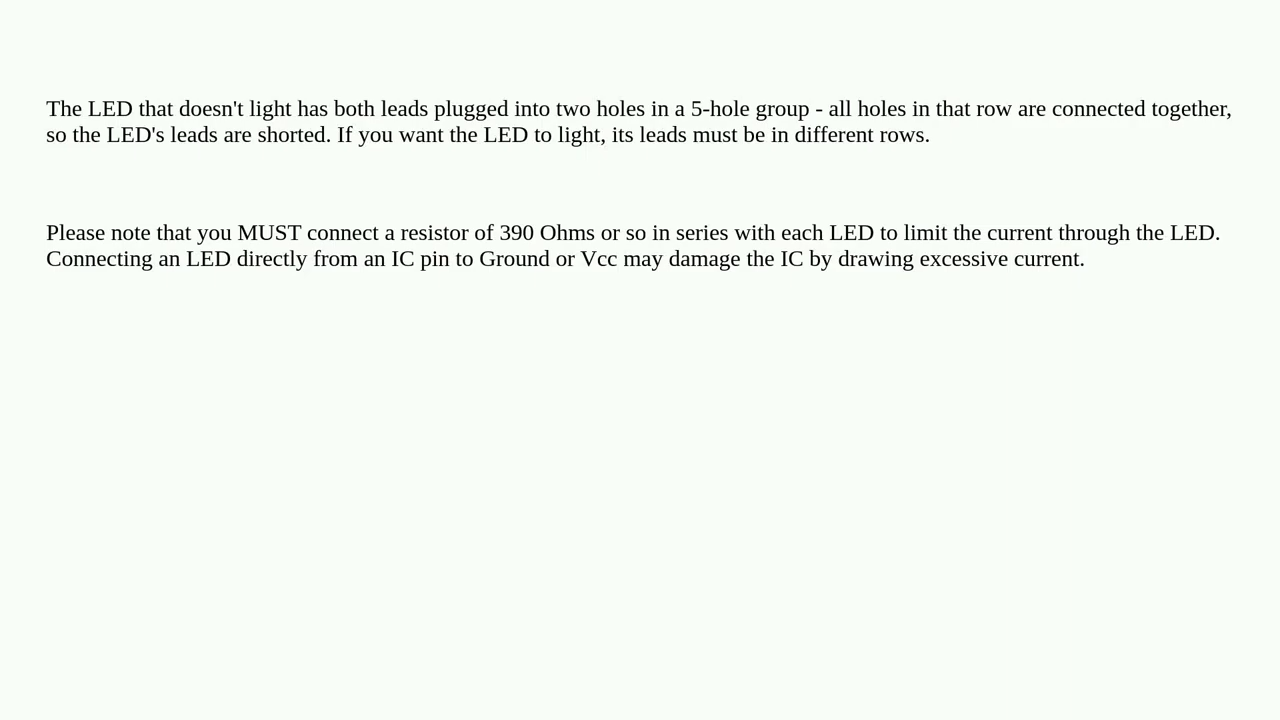 The LED that doesn't light has both leads plugged into two holes in a 5-hole group - all holes in that row are connected together,
so the LED's leads are shorted. If you want the LED to light, its leads must be in different rows.
Please note that you MUST connect a resistor of 390 Ohms or so in series with each LED to limit the current through the LED.
Connecting an LED directly from an IC pin to Ground or Vcc may damage the IC by drawing excessive current.